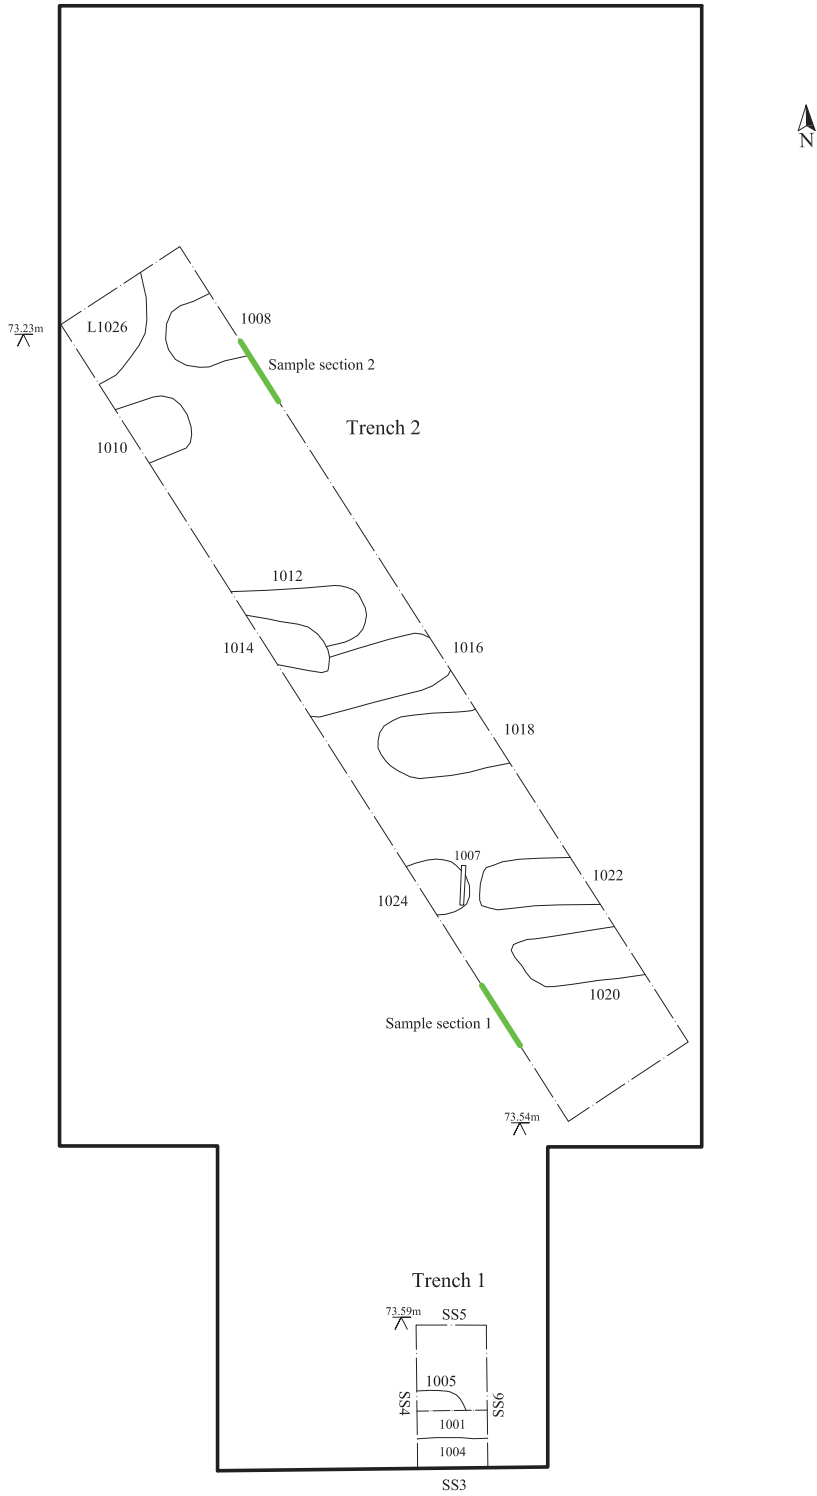 N
1008
L1026
73.23m
Sample section 2
Trench 2
1010
1012
1014
1016
1018
1007
1022
1024
1020
Sample section 1
73.54m
Trench 1
73.59m
SS5
1005
SS4
SS6
1001
1004
SS3